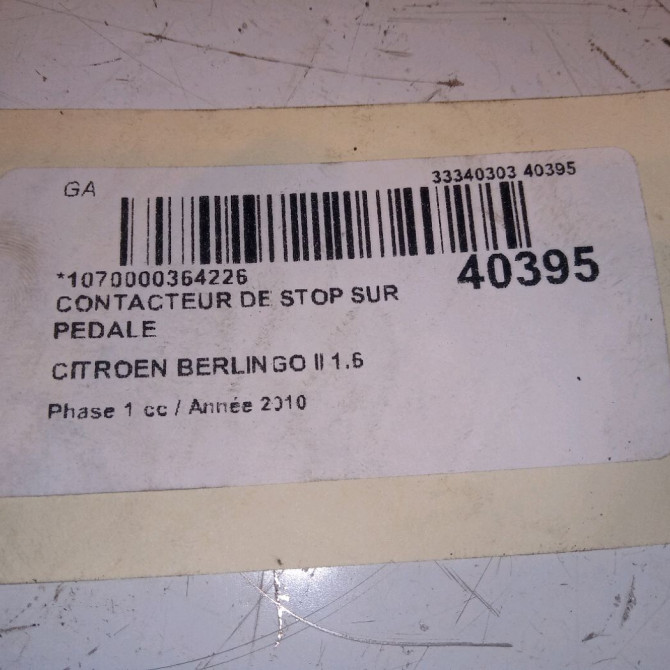 GA
33340303 40395
*1070000364226
40395
CONTACTEUR DE STOP SUR
PEDALE
CITROEN BERLINGO II 1.6
Phase 1 cc / Année 2010